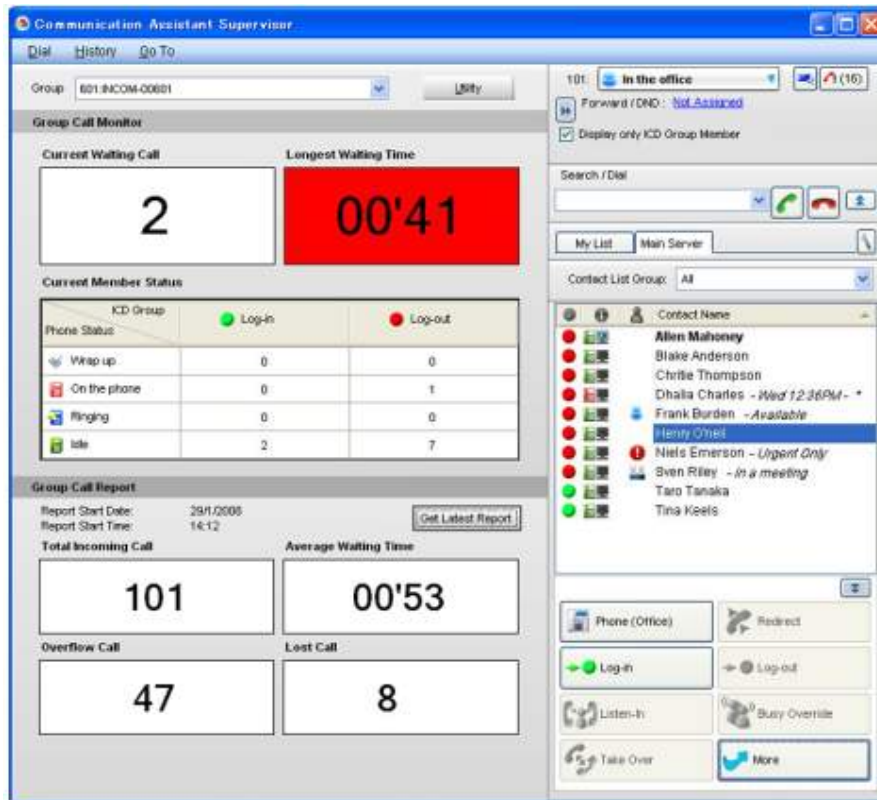 Communication Assistant Supervisor
Dial History Go To
Group 601:INCOM-00601 Utility
Group Call Monitor
Current Waiting Call Longest Waiting Time
2 00'41
Current Member Status
ICD Group
Phone Status
Log-in Log-out
Wrap up 0 0
On the phone 0 1
Ringing 0 0
Idle 2 7
Group Call Report
Report Start Date: 29/1/2008
Report Start Time: 14:12
Get Latest Report
Total Incoming Call Average Waiting Time
101 00'53
Overflow Call Lost Call
47 8
101: In the office (16)
Forward / DND : Not Assigned
Display only ICD Group Member
Search / Dial
My List Main Server
Contact List Group: All
Contact Name
Allen Mahoney
Blake Anderson
Christie Thompson
Dhalia Charles - Wed 12:36PM - *
Frank Burden - Available
Henry O'neil
Niels Emerson - Urgent Only
Sven Riley - In a meeting
Taro Tanaka
Tina Keels
Phone (Office) Redirect
Log-in Log-out
Listen-In Busy Override
Take Over More